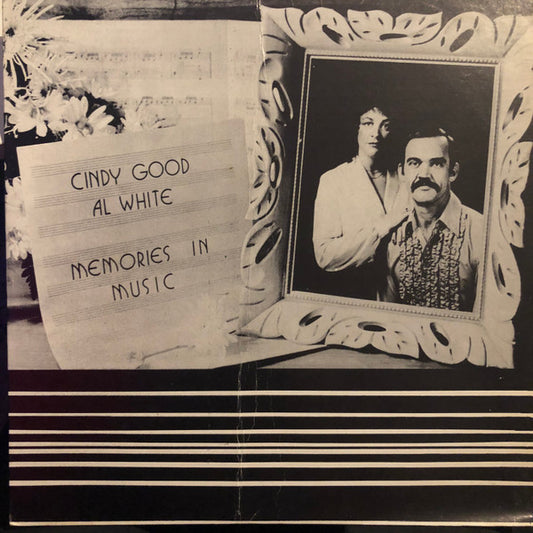 CINDY GOOD
AL WHITE
MEMORIES IN
MUSIC